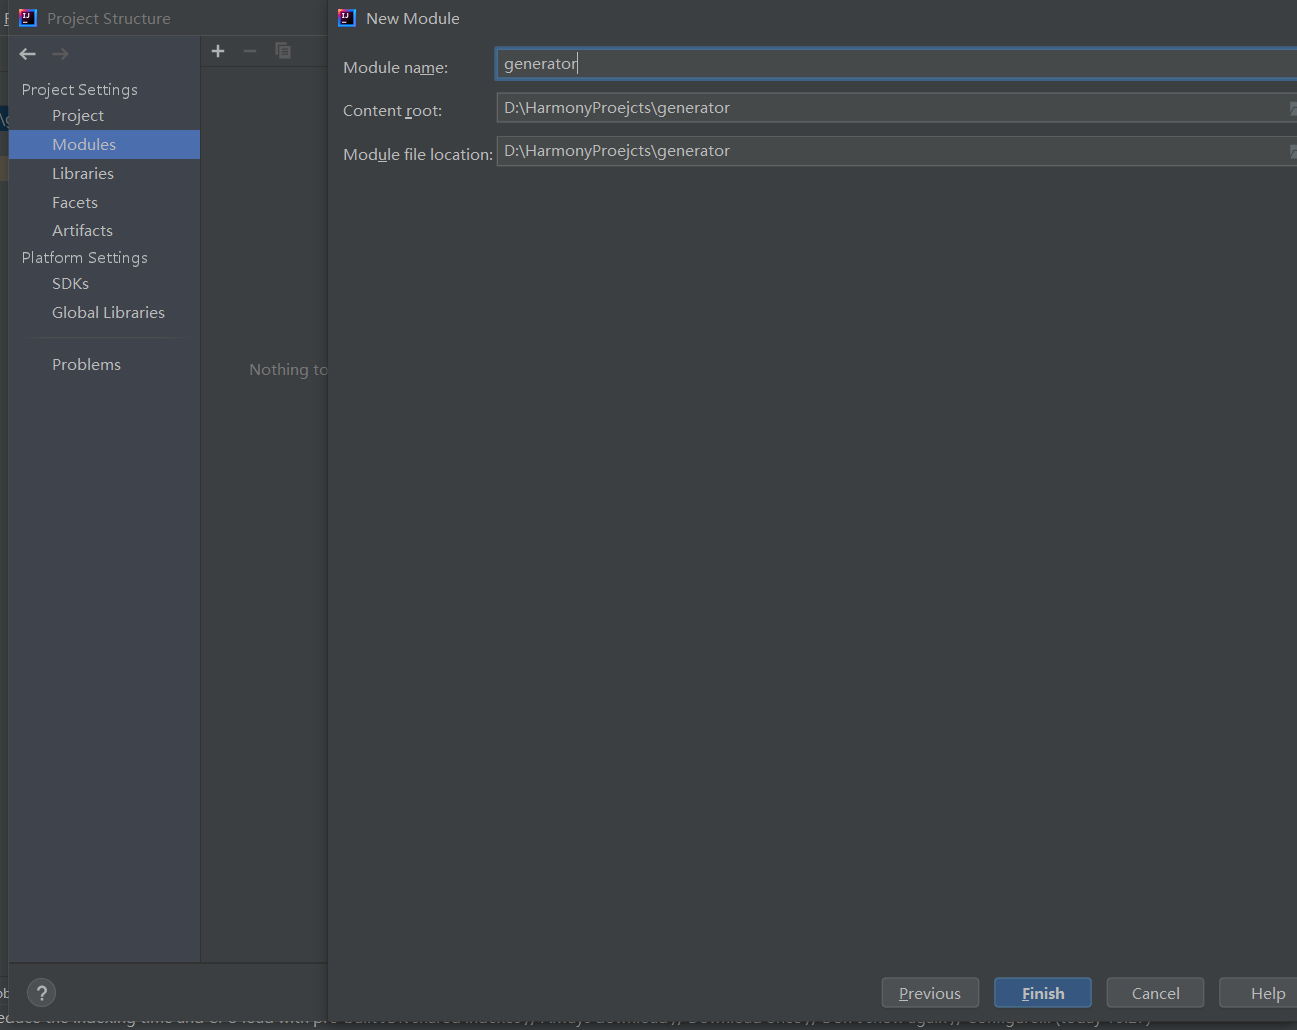 Project Structure
Project Settings
Project
Modules
Libraries
Facets
Artifacts
Platform Settings
SDKs
Global Libraries
Problems
Nothing to
?
New Module
Module name: generator
Content root: D:\HarmonyProejcts\generator
Module file location: D:\HarmonyProejcts\generator
Previous Finish Cancel Help